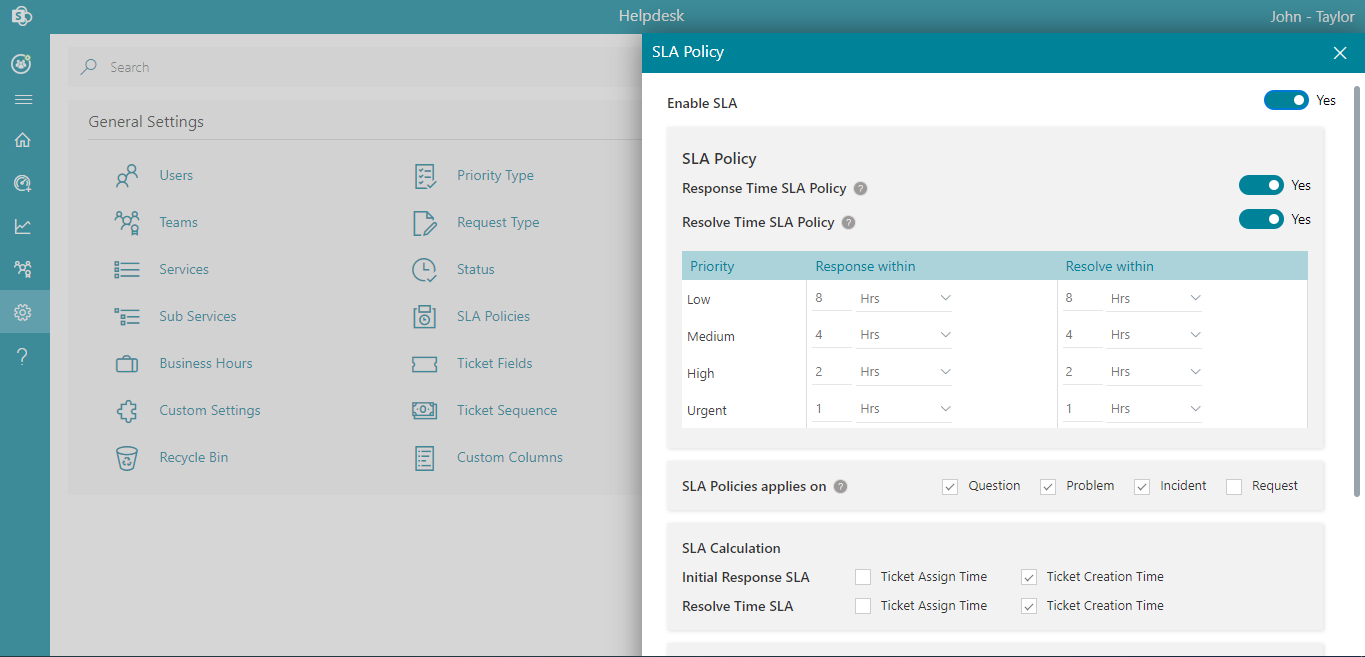 Helpdesk
John - Taylor
Search
General Settings
Users
Priority Type
Teams
Request Type
Services
Status
Sub Services
SLA Policies
Business Hours
Ticket Fields
Custom Settings
Ticket Sequence
Recycle Bin
Custom Columns
SLA Policy
Enable SLA Yes
SLA Policy
Response Time SLA Policy ? Yes
Resolve Time SLA Policy ? Yes
Priority Response within Resolve within
Low 8 Hrs 8 Hrs
Medium 4 Hrs 4 Hrs
High 2 Hrs 2 Hrs
Urgent 1 Hrs 1 Hrs
SLA Policies applies on ? Question Problem Incident Request
SLA Calculation
Initial Response SLA Ticket Assign Time Ticket Creation Time
Resolve Time SLA Ticket Assign Time Ticket Creation Time